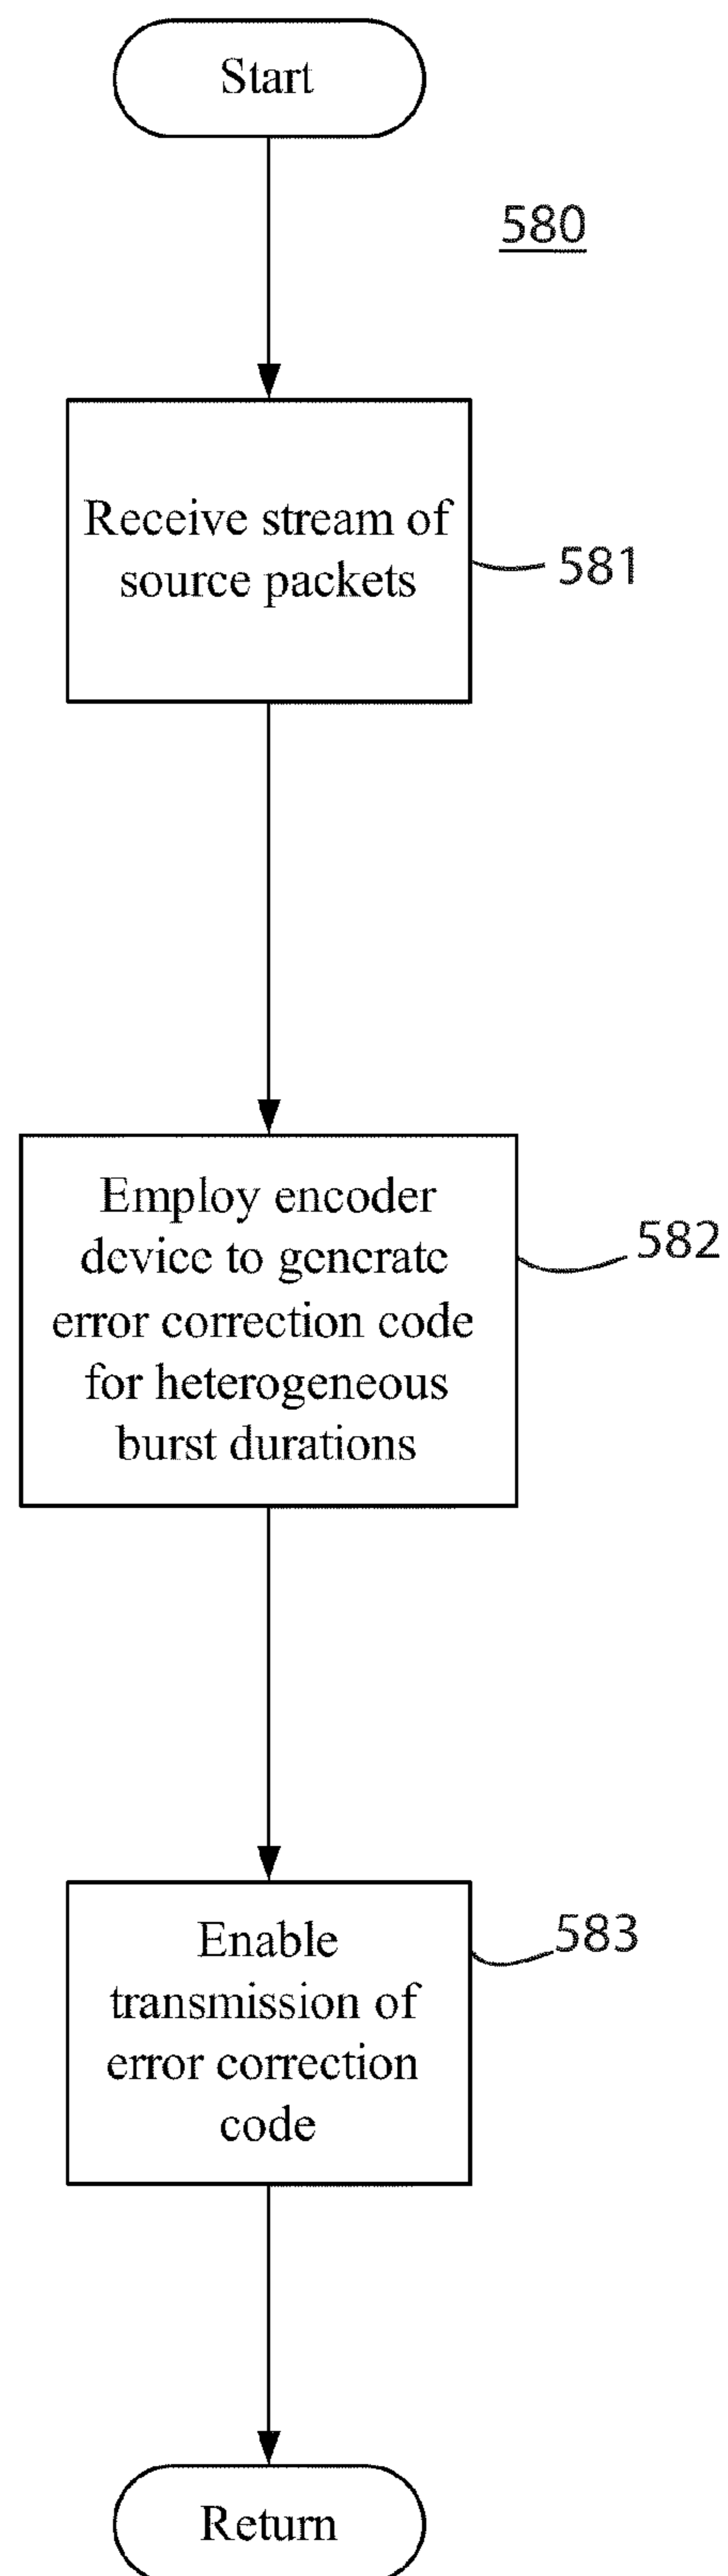 Start
580
Receive stream of
source packets
581
Employ encoder
device to generate
error correction code
for heterogeneous
burst durations
582
Enable
transmission of
error correction
code
583
Return